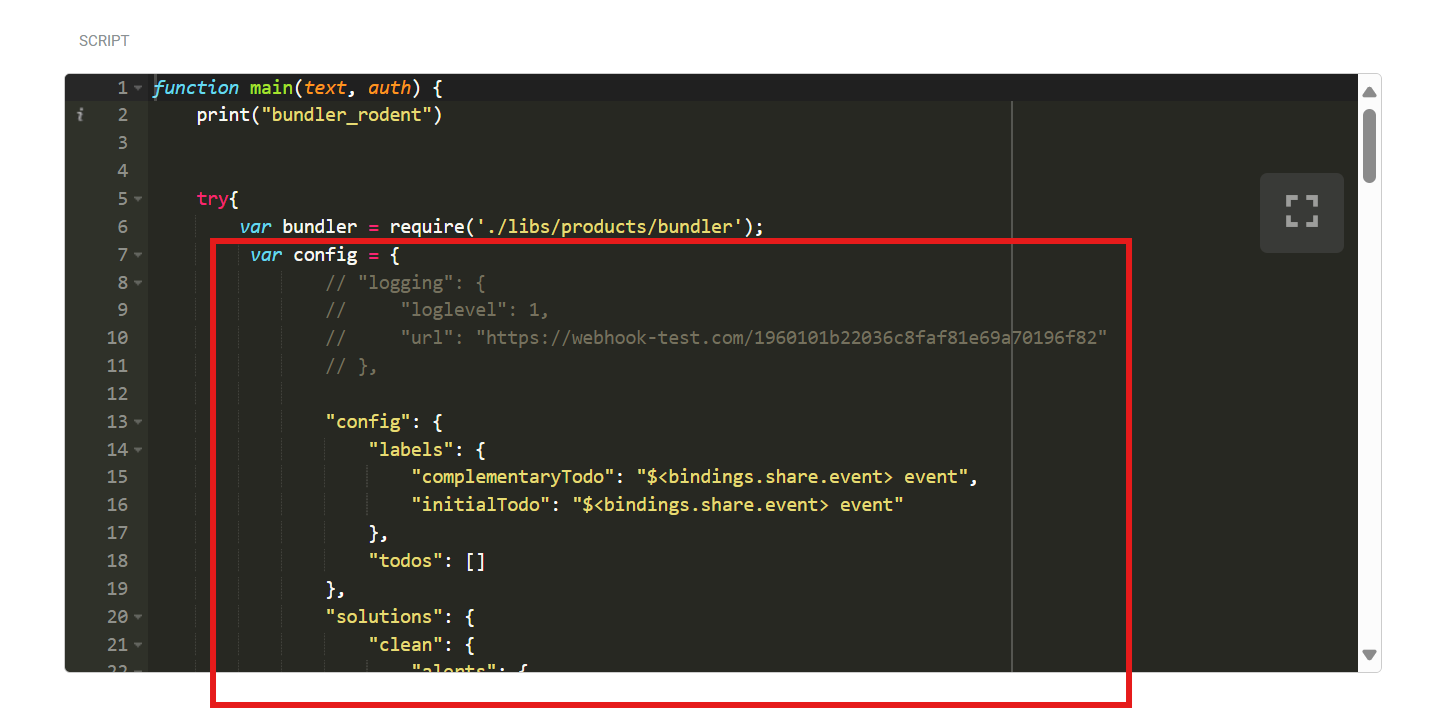 SCRIPT
1 function main(text, auth) {
i 2 print("bundler_rodent")
3
4
5 try{
6 var bundler = require('./libs/products/bundler');
7 var config = {
8 // "logging": {
9 // "loglevel": 1,
10 // "url": "https://webhook-test.com/1960101b22036c8faf81e69a70196f82"
11 // },
12
13 "config": {
14 "labels": {
15 "complementaryTodo": "$<bindings.share.event> event",
16 "initialTodo": "$<bindings.share.event> event"
17 },
18 "todos": []
19 },
20 "solutions": {
21 "clean": {
22 "alerts": {